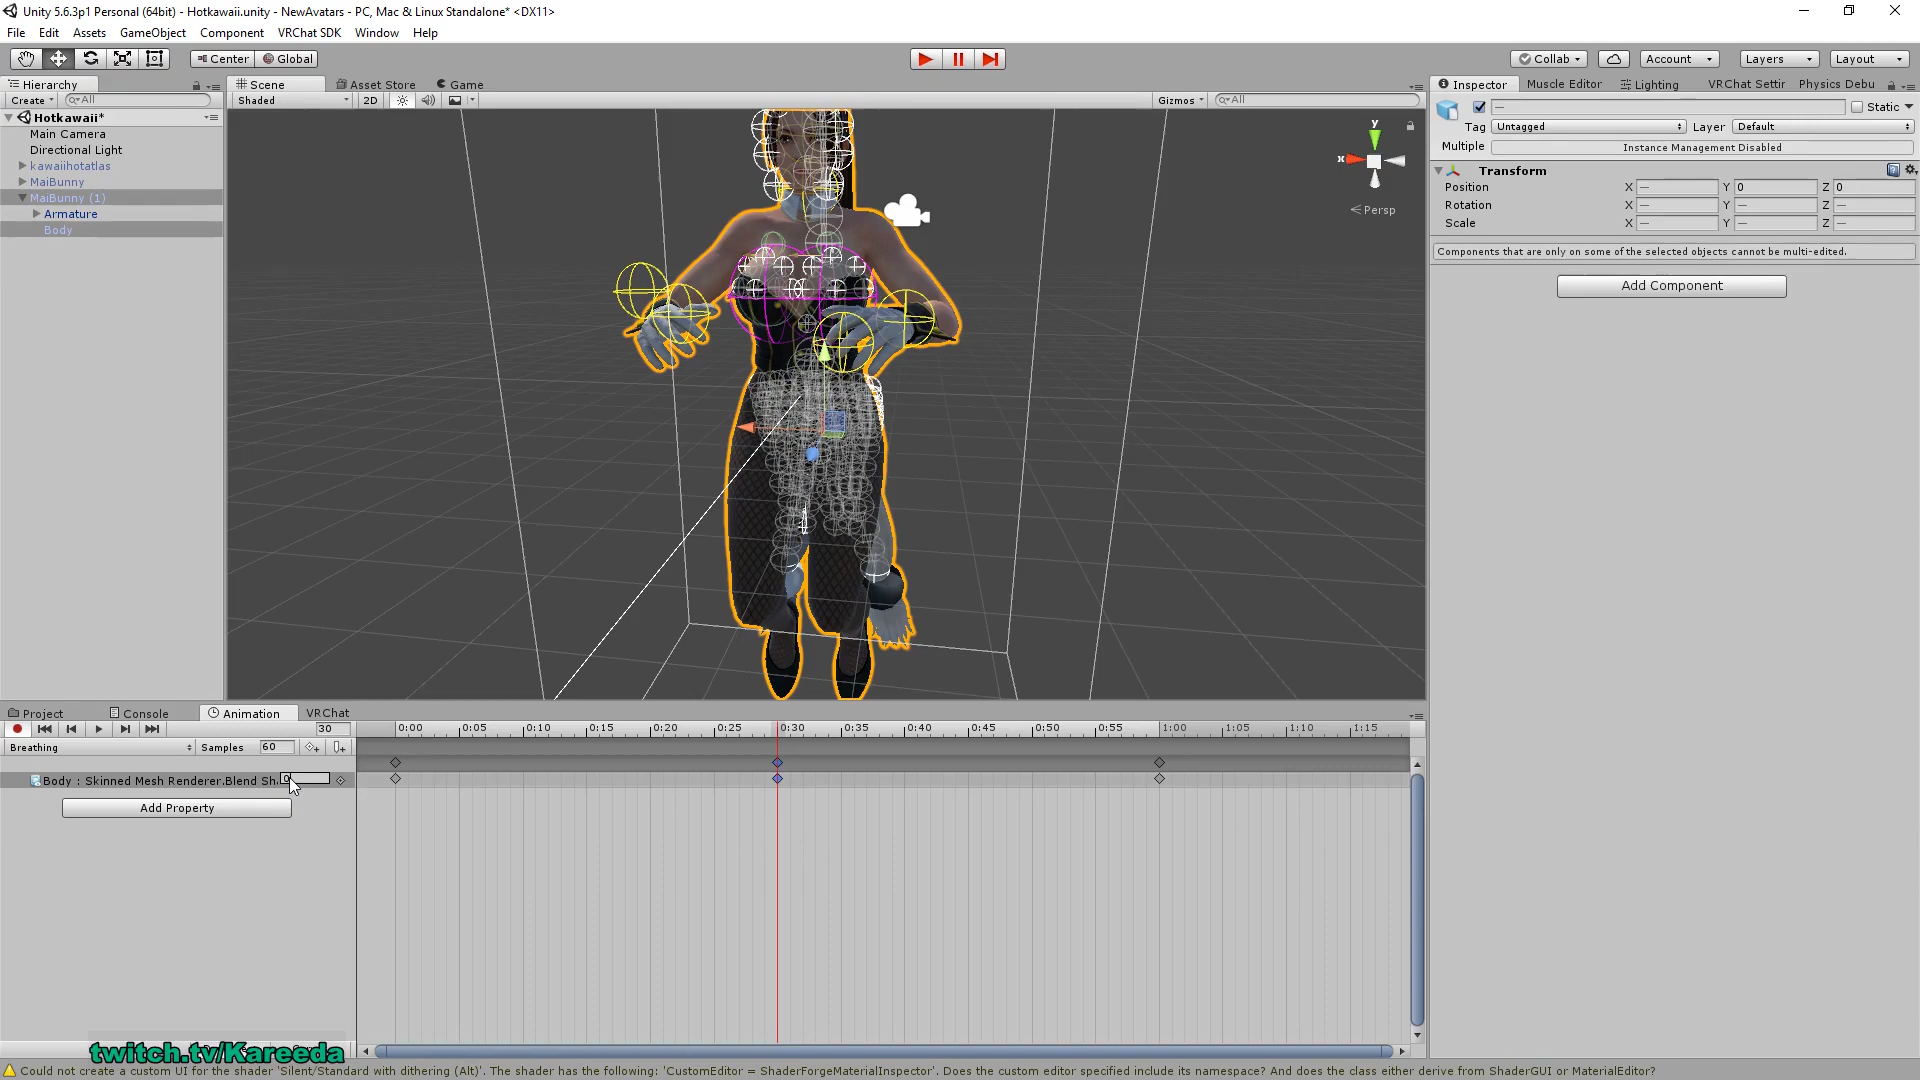 Unity 5.6.3p1 Personal (64bit) - Hotkawaii.unity - NewAvatars - PC, Mac & Linux Standalone* <DX11>
File Edit Assets GameObject Component VRChat SDK Window Help
Center Global Collab Account Layers Layout
Hierarchy Scene Asset Store Game Inspector Muscle Editor Lighting VRChat Settir Physics Debu
Create All Shaded 2D Gizmos All
Static
Hotkawaii*
Main Camera
Directional Light
kawaiihotatlas
MaiBunny
MaiBunny (1)
Armature
Body
y
x
Persp
Tag Untagged Layer Default
Multiple Instance Management Disabled
Transform
Position X — Y 0 Z 0
Rotation X — Y — Z —
Scale X — Y — Z —
Components that are only on some of the selected objects cannot be multi-edited.
Add Component
Project Console Animation VRChat
30 0:00 0:05 0:10 0:15 0:20 0:25 0:30 0:35 0:40 0:45 0:50 0:55 1:00 1:05 1:10 1:15
Breathing Samples 60
Body : Skinned Mesh Renderer.Blend Sh
Add Property
twitch.tv/Kareeda
Could not create a custom UI for the shader 'Silent/Standard with dithering (Alt)'. The shader has the following: 'CustomEditor = ShaderForgeMaterialInspector'. Does the custom editor specified include its namespace? And does the class either derive from ShaderGUI or MaterialEditor?